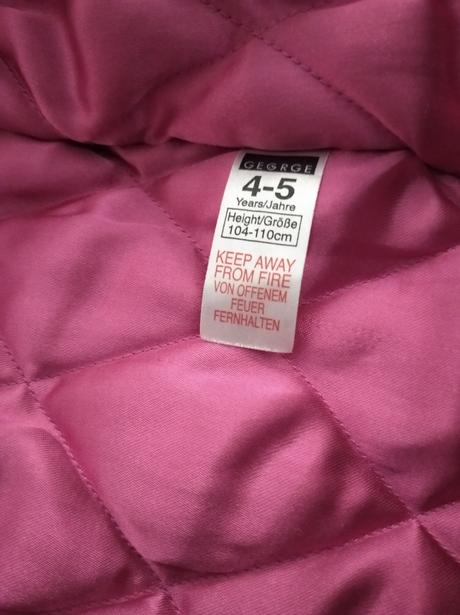 GEORGE
4-5
Years/Jahre
Height/Größe
104-110cm
KEEP AWAY
FROM FIRE
VON OFFENEM
FEUER
FERNHALTEN